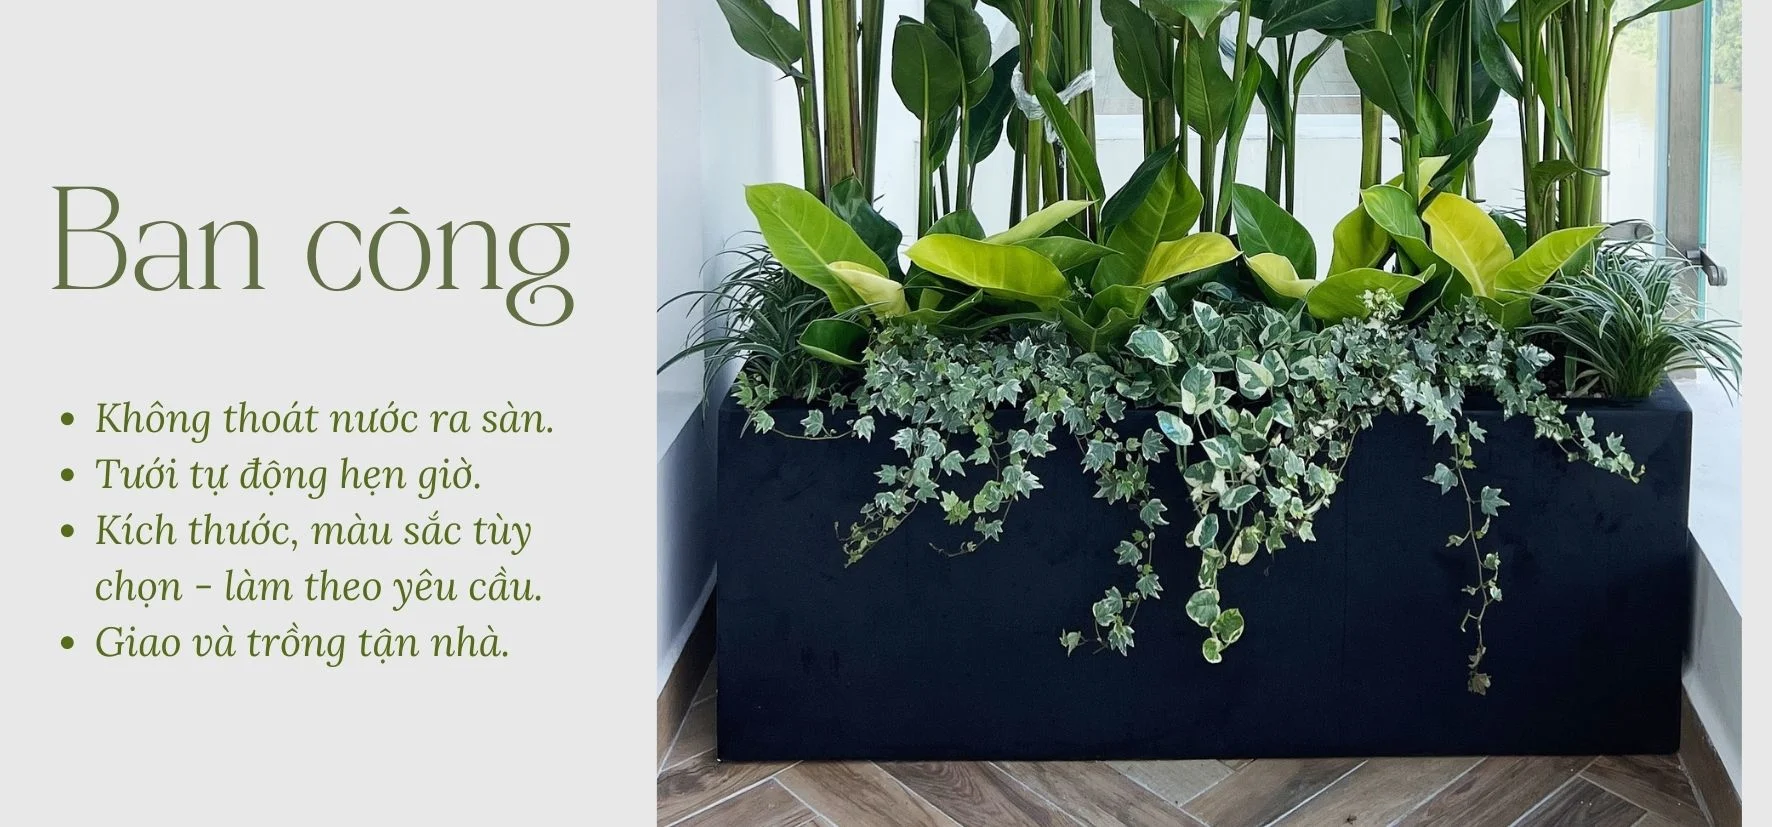 Ban công
• Không thoát nước ra sàn.
• Tưới tự động hẹn giờ.
• Kích thước, màu sắc tùy
chọn - làm theo yêu cầu.
• Giao và trồng tận nhà.